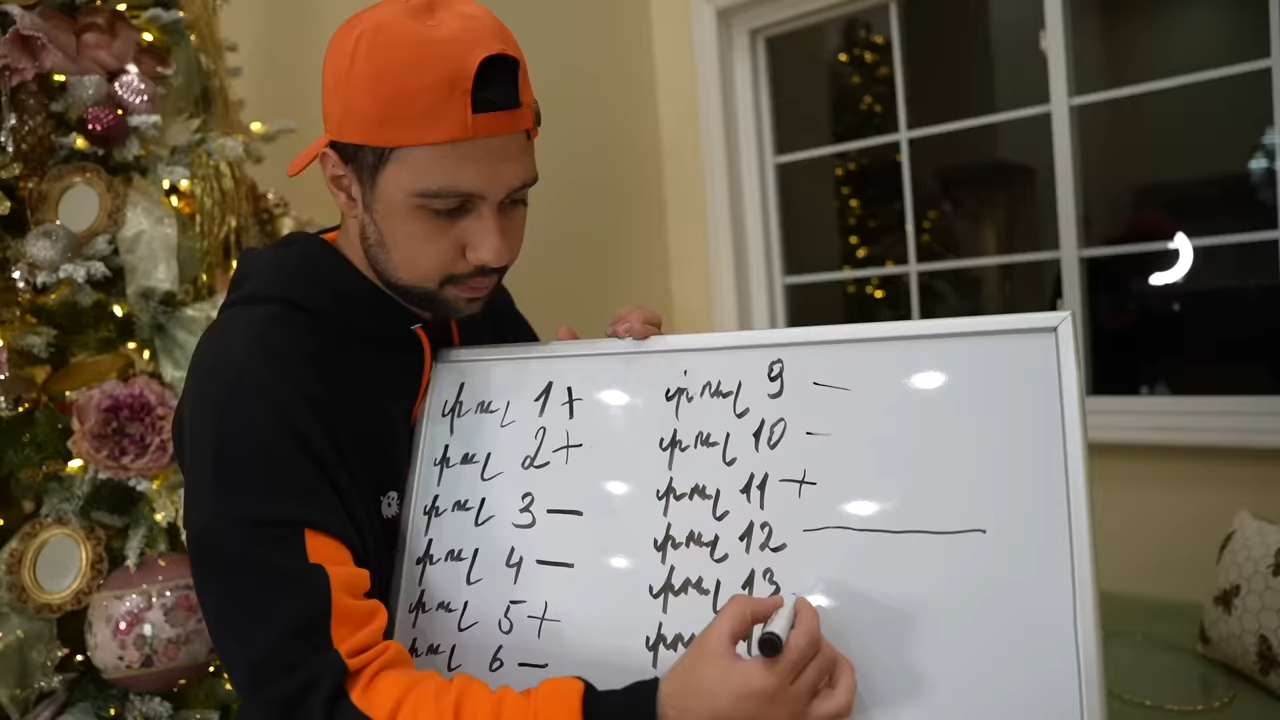 փուլ 1 +
փուլ 2 +
փուլ 3 —
փուլ 4 —
փուլ 5 +
փուլ 6 —
փուլ 9 —
փուլ 10 —
փուլ 11 +
փուլ 12 —
փուլ 13